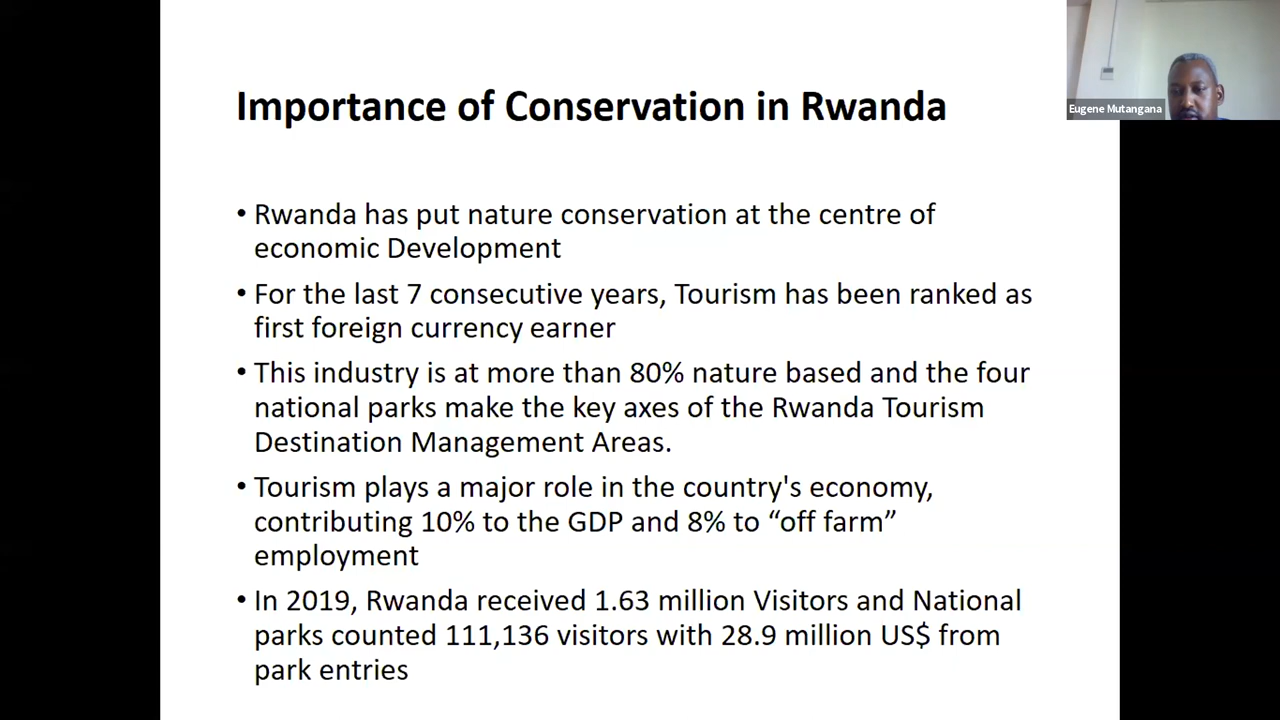 Importance of Conservation in Rwanda
Eugene Mutangana
• Rwanda has put nature conservation at the centre of
economic Development
• For the last 7 consecutive years, Tourism has been ranked as
first foreign currency earner
• This industry is at more than 80% nature based and the four
national parks make the key axes of the Rwanda Tourism
Destination Management Areas.
• Tourism plays a major role in the country's economy,
contributing 10% to the GDP and 8% to “off farm”
employment
• In 2019, Rwanda received 1.63 million Visitors and National
parks counted 111,136 visitors with 28.9 million US$ from
park entries